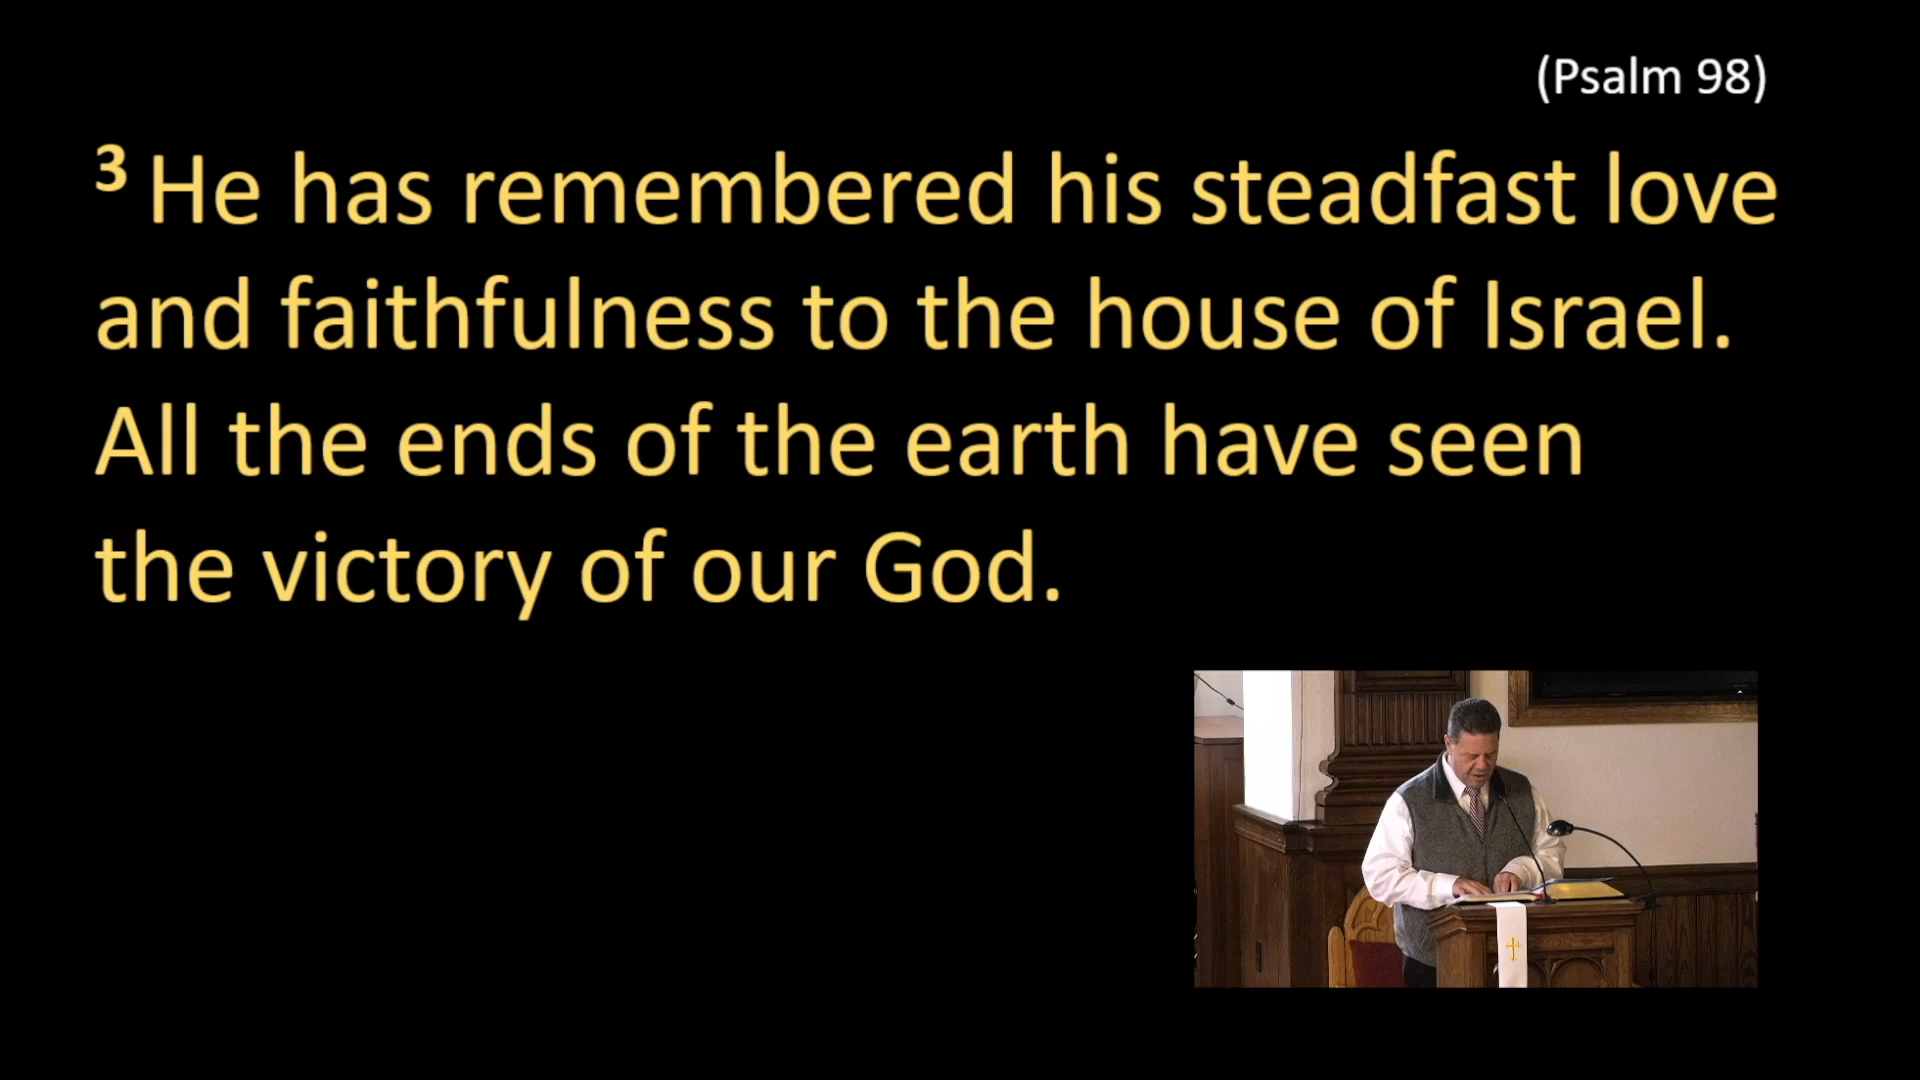 (Psalm 98)
3 He has remembered his steadfast love
and faithfulness to the house of Israel.
All the ends of the earth have seen
the victory of our God.